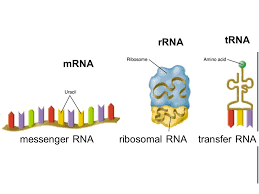 mRNA
Uracil
messenger RNA
rRNA
Ribosome
ribosomal RNA
tRNA
Amino acid
transfer RNA